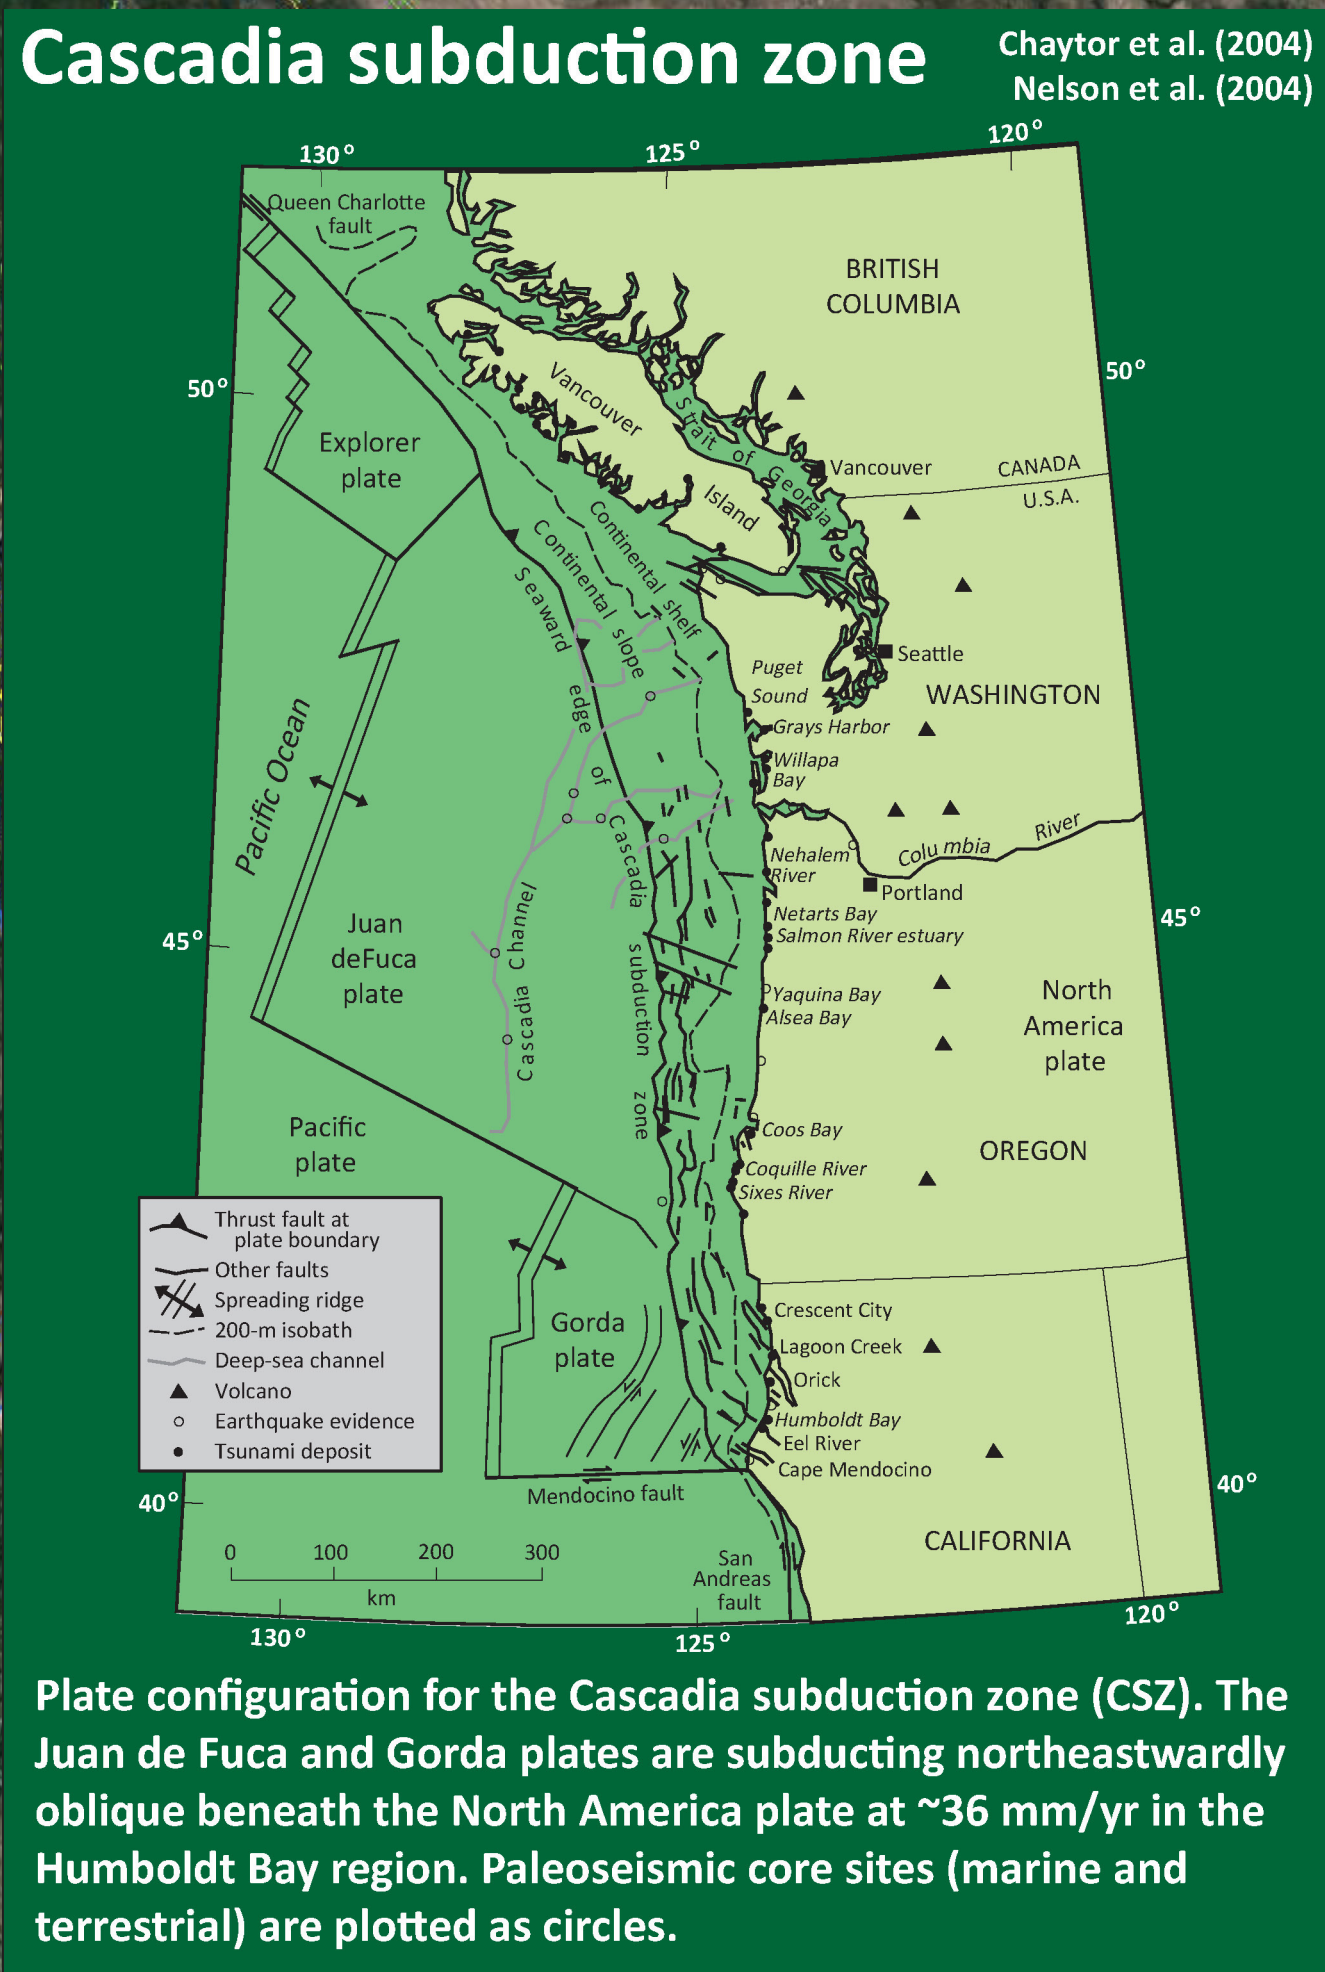 Cascadia subduction zone
Chaytor et al. (2004)
Nelson et al. (2004)
130°
125°
120°
Queen Charlotte
fault
BRITISH
COLUMBIA
50°
50°
Vancouver
Island
Strait of Georgia
Explorer
plate
Vancouver
CANADA
U.S.A.
Continental shelf
Continental slope
Seaward edge of Cascadia subduction zone
Seattle
Puget
Sound
WASHINGTON
Grays Harbor
Willapa
Bay
Pacific Ocean
Columbia River
Nehalem
River
Portland
Netarts Bay
Salmon River estuary
45°
45°
Juan
deFuca
plate
Cascadia Channel
Yaquina Bay
Alsea Bay
North
America
plate
Pacific
plate
Coos Bay
OREGON
Coquille River
Sixes River
Thrust fault at
plate boundary
Other faults
Spreading ridge
200-m isobath
Deep-sea channel
Volcano
Earthquake evidence
Tsunami deposit
Gorda
plate
Crescent City
Lagoon Creek
Orick
Humboldt Bay
Eel River
Cape Mendocino
Mendocino fault
40°
40°
CALIFORNIA
0 100 200 300
km
San
Andreas
fault
130°
125°
120°
Plate configuration for the Cascadia subduction zone (CSZ). The
Juan de Fuca and Gorda plates are subducting northeastwardly
oblique beneath the North America plate at ~36 mm/yr in the
Humboldt Bay region. Paleoseismic core sites (marine and
terrestrial) are plotted as circles.